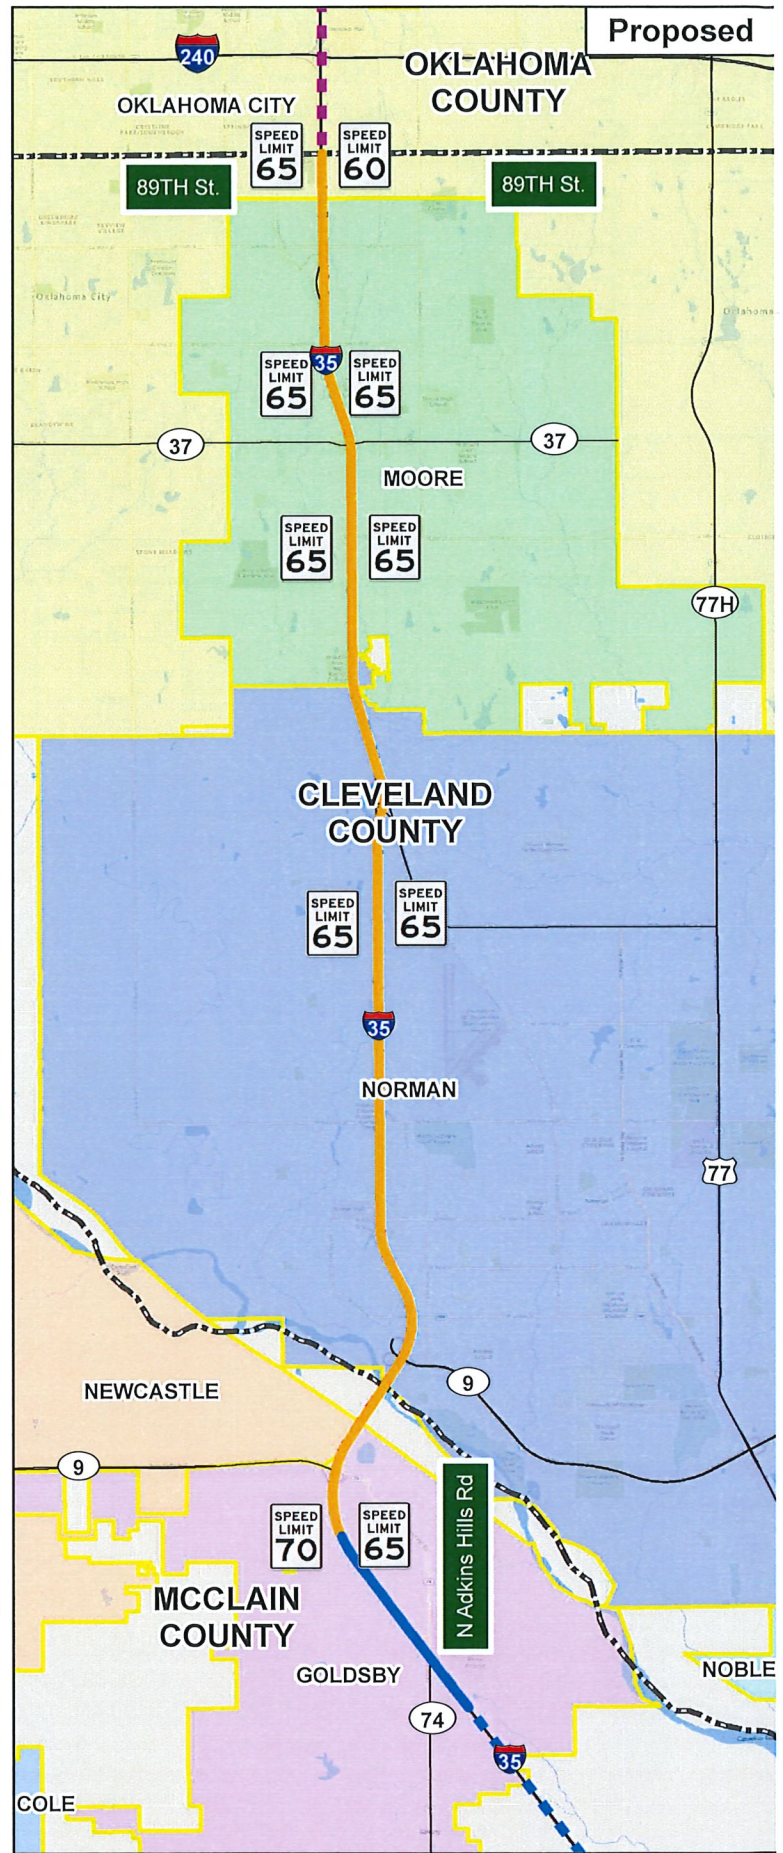 Proposed
240
OKLAHOMA
COUNTY
OKLAHOMA CITY
SPEED
LIMIT
65
SPEED
LIMIT
60
89TH St.
89TH St.
Oklahoma City
Oklahoma
35
SPEED
LIMIT
65
SPEED
LIMIT
65
37
37
MOORE
SPEED
LIMIT
65
SPEED
LIMIT
65
77H
CLEVELAND
COUNTY
SPEED
LIMIT
65
SPEED
LIMIT
65
35
NORMAN
77
9
NEWCASTLE
9
N Adkins Hills Rd
SPEED
LIMIT
70
SPEED
LIMIT
65
MCCLAIN
COUNTY
GOLDSBY
NOBLE
74
35
COLE